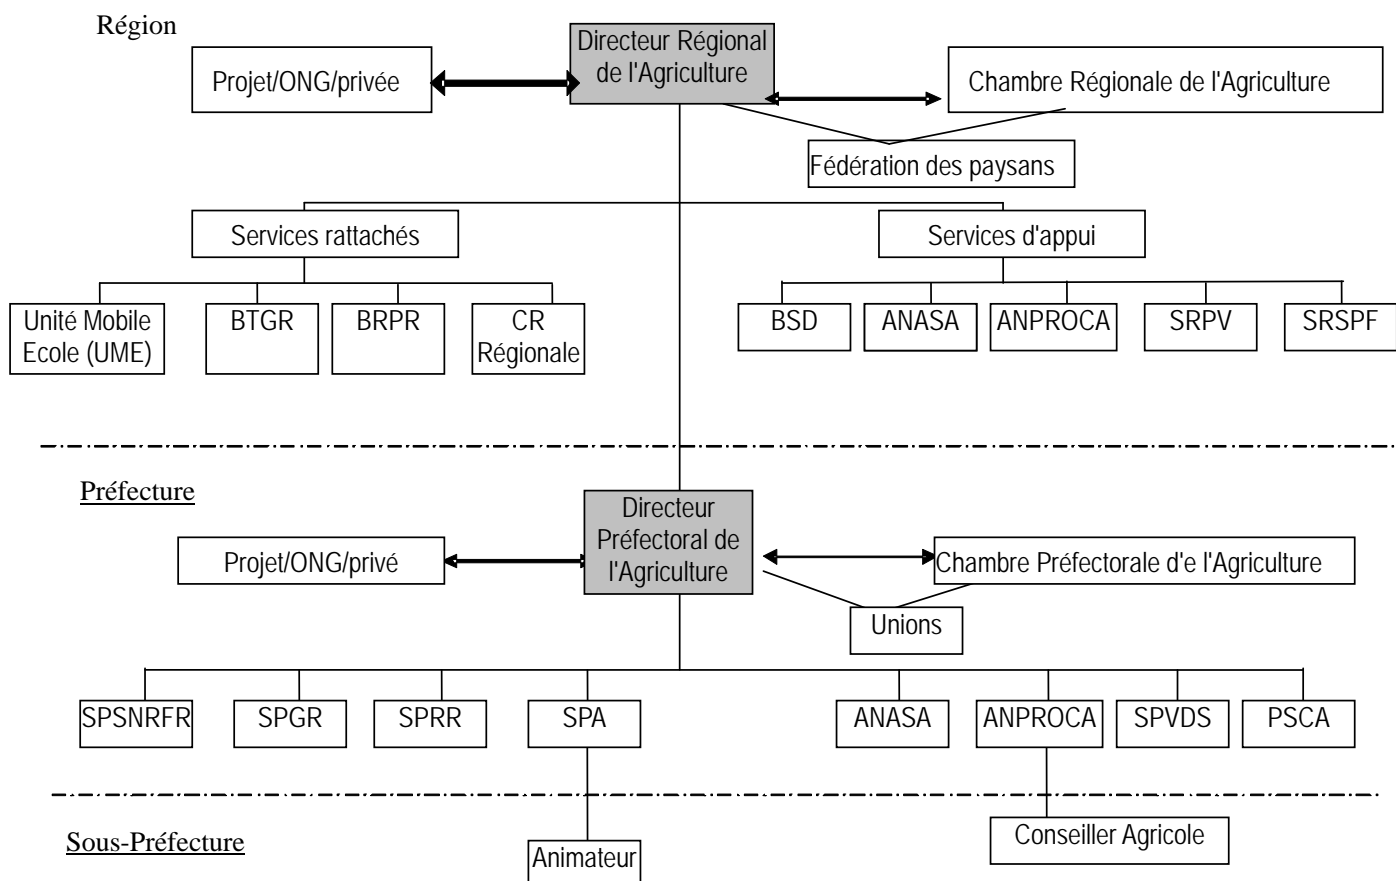 Région
Directeur Régional
de l'Agriculture
Projet/ONG/privée
Chambre Régionale de l'Agriculture
Fédération des paysans
Services rattachés
Services d'appui
Unité Mobile
Ecole (UME)
BTGR
BRPR
CR
Régionale
BSD
ANASA
ANPROCA
SRPV
SRSPF
Préfecture
Directeur
Préfectoral de
l'Agriculture
Projet/ONG/privé
Chambre Préfectorale d'e l'Agriculture
Unions
SPSNRFR
SPGR
SPRR
SPA
ANASA
ANPROCA
SPVDS
PSCA
Sous-Préfecture
Animateur
Conseiller Agricole